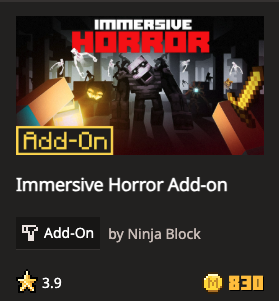 IMMERSIVE
HORROR
Add-On
Immersive Horror Add-on
Add-On by Ninja Block
3.9 830